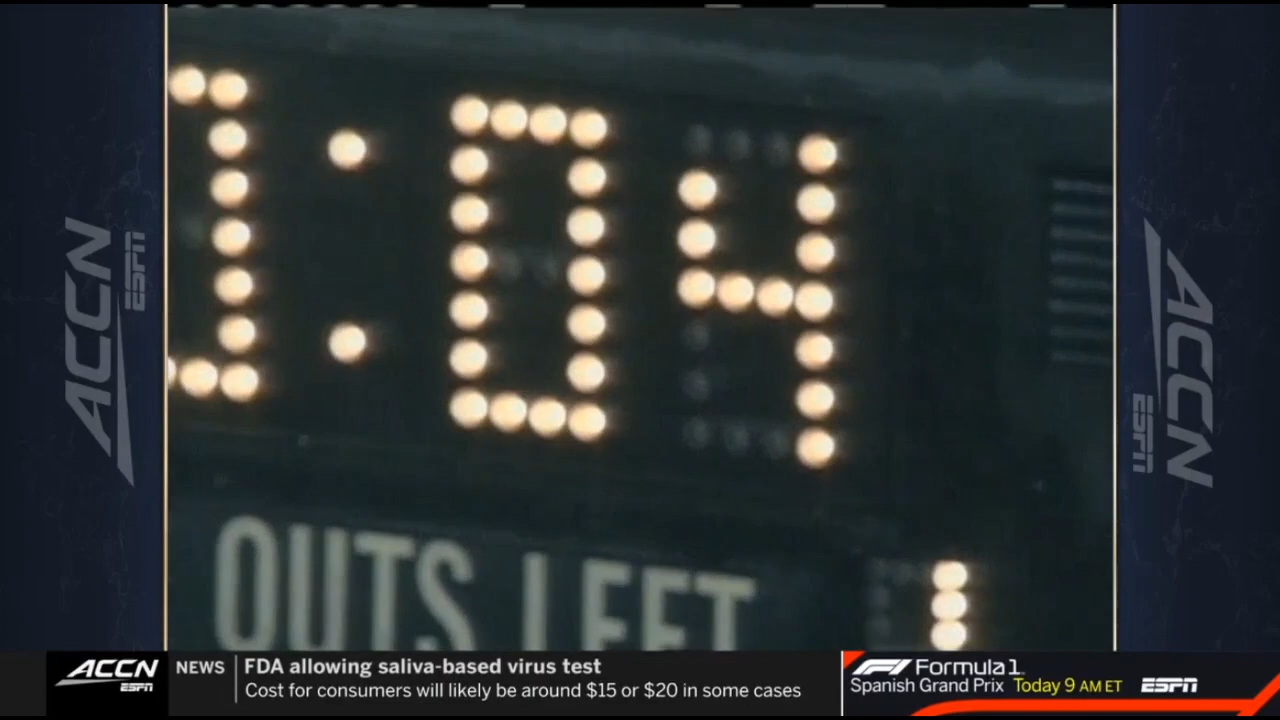 1:04
OUTS LEFT 1
ACCN
ESPN
ACCN
ESPN
ACCN
ESPN
NEWS
FDA allowing saliva-based virus test
Cost for consumers will likely be around $15 or $20 in some cases
F1 Formula 1
Spanish Grand Prix Today 9 AM ET ESPN